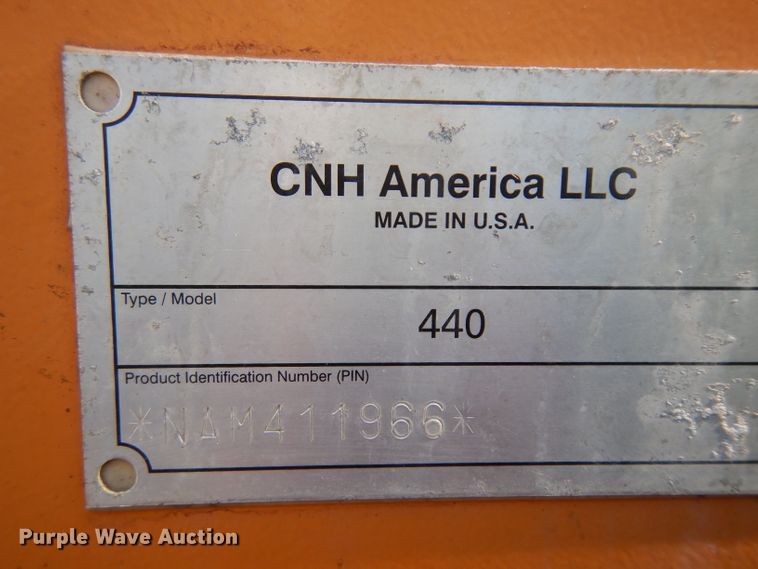 CNH America LLC
MADE IN U.S.A.
Type / Model
440
Product Identification Number (PIN)
*NAM411966*
Purple Wave Auction